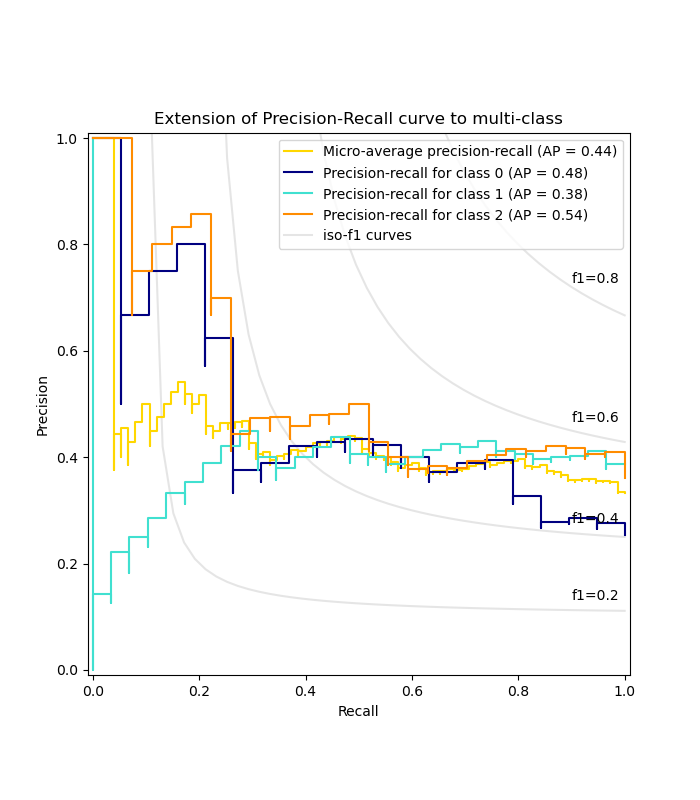 Extension of Precision-Recall curve to multi-class
Micro-average precision-recall (AP = 0.44)
Precision-recall for class 0 (AP = 0.48)
Precision-recall for class 1 (AP = 0.38)
Precision-recall for class 2 (AP = 0.54)
iso-f1 curves
1.0
0.8
0.6
0.4
0.2
0.0
Precision
f1=0.8
f1=0.6
f1=0.4
f1=0.2
0.0 0.2 0.4 0.6 0.8 1.0
Recall